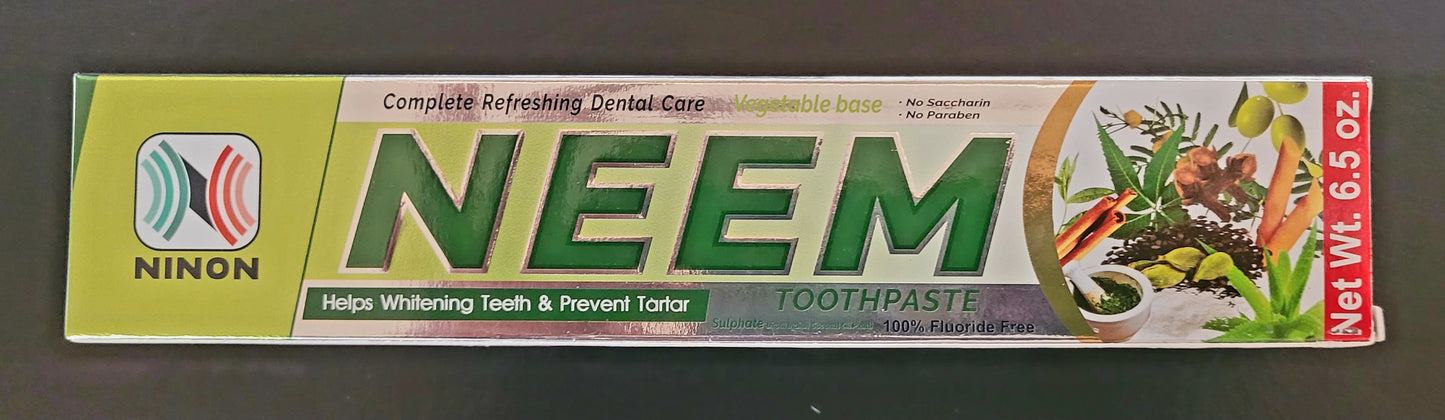 NINON
Complete Refreshing Dental Care
Vegetable base
· No Saccharin
· No Paraben
NEEM
Helps Whitening Teeth & Prevent Tartar
TOOTHPASTE
Sulphate
100% Fluoride Free
Net Wt. 6.5 oz.